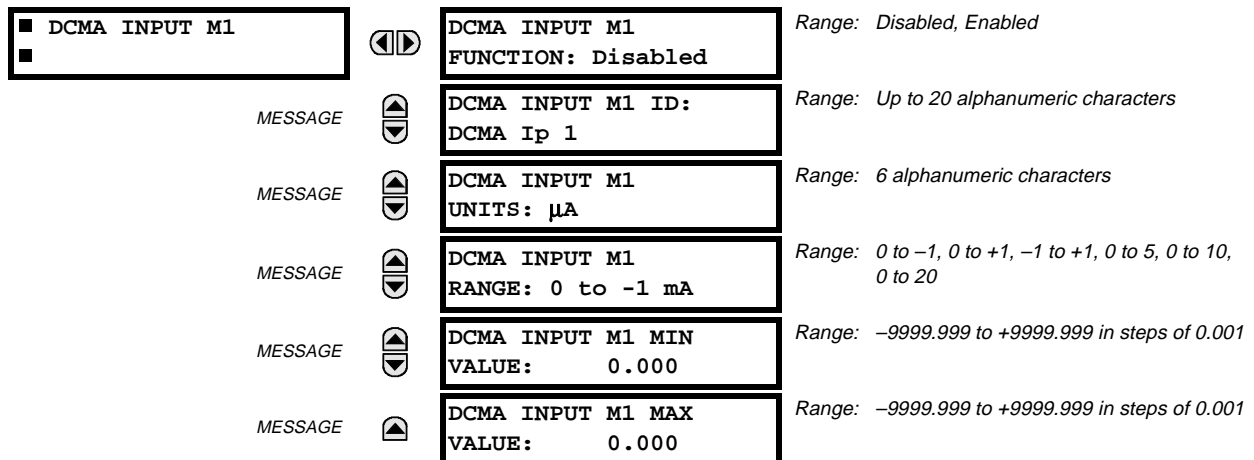 ■ DCMA INPUT M1
■
DCMA INPUT M1
FUNCTION: Disabled
Range: Disabled, Enabled
MESSAGE
DCMA INPUT M1 ID:
DCMA Ip 1
Range: Up to 20 alphanumeric characters
MESSAGE
DCMA INPUT M1
UNITS: μA
Range: 6 alphanumeric characters
MESSAGE
DCMA INPUT M1
RANGE: 0 to -1 mA
Range: 0 to –1, 0 to +1, –1 to +1, 0 to 5, 0 to 10,
0 to 20
MESSAGE
DCMA INPUT M1 MIN
VALUE: 0.000
Range: –9999.999 to +9999.999 in steps of 0.001
MESSAGE
DCMA INPUT M1 MAX
VALUE: 0.000
Range: –9999.999 to +9999.999 in steps of 0.001